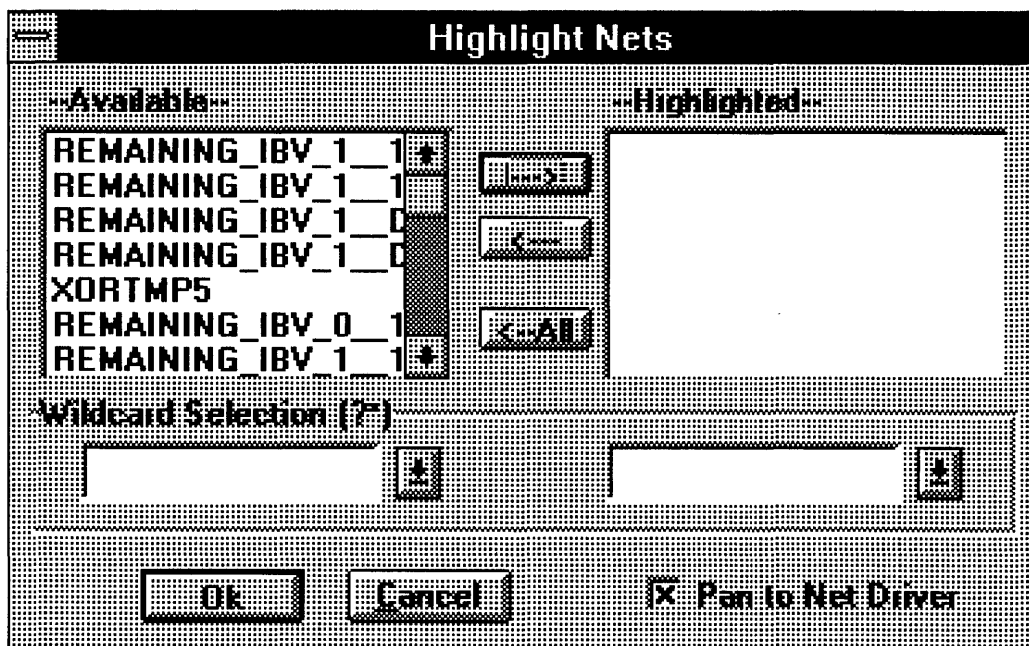 Highlight Nets
--Available--
--Highlighted--
REMAINING_IBV_1__1
REMAINING_IBV_1__1
REMAINING_IBV_1__D
REMAINING_IBV_1__D
XORTMP5
REMAINING_IBV_0__1
REMAINING_IBV_1__1
|--->
<---
<--All
Wildcard Selection (?*)
Ok
Cancel
Pan to Net Driver